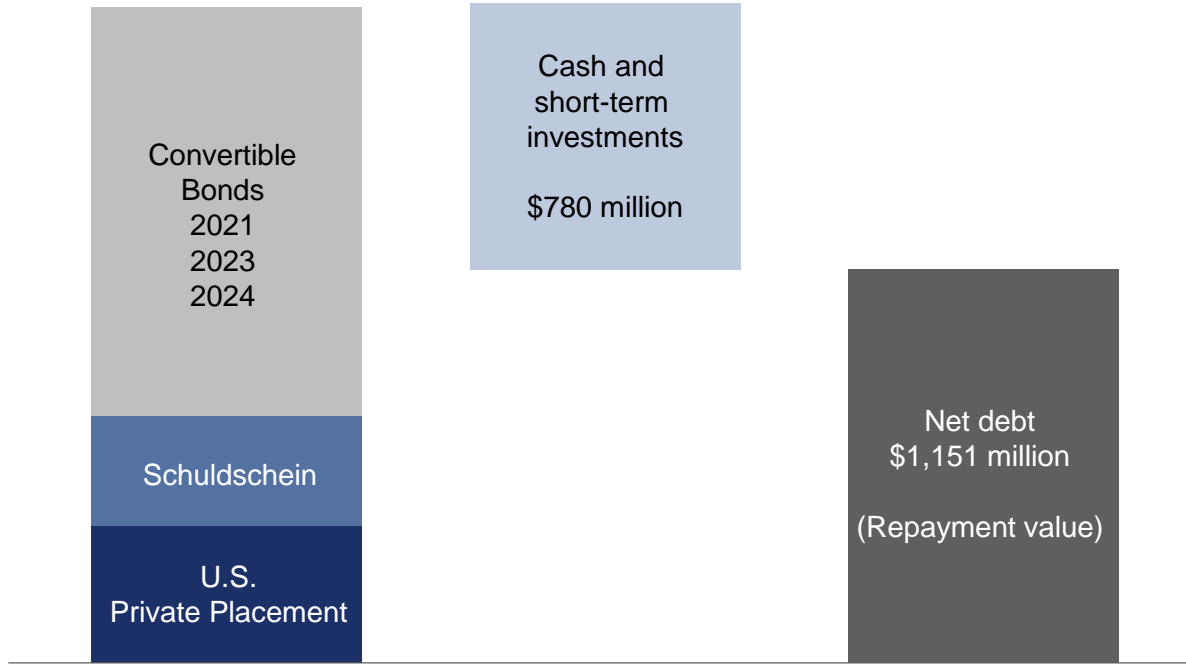 Convertible
Bonds
2021
2023
2024
Schuldschein
U.S.
Private Placement
Cash and
short-term
investments
$780 million
Net debt
$1,151 million
(Repayment value)